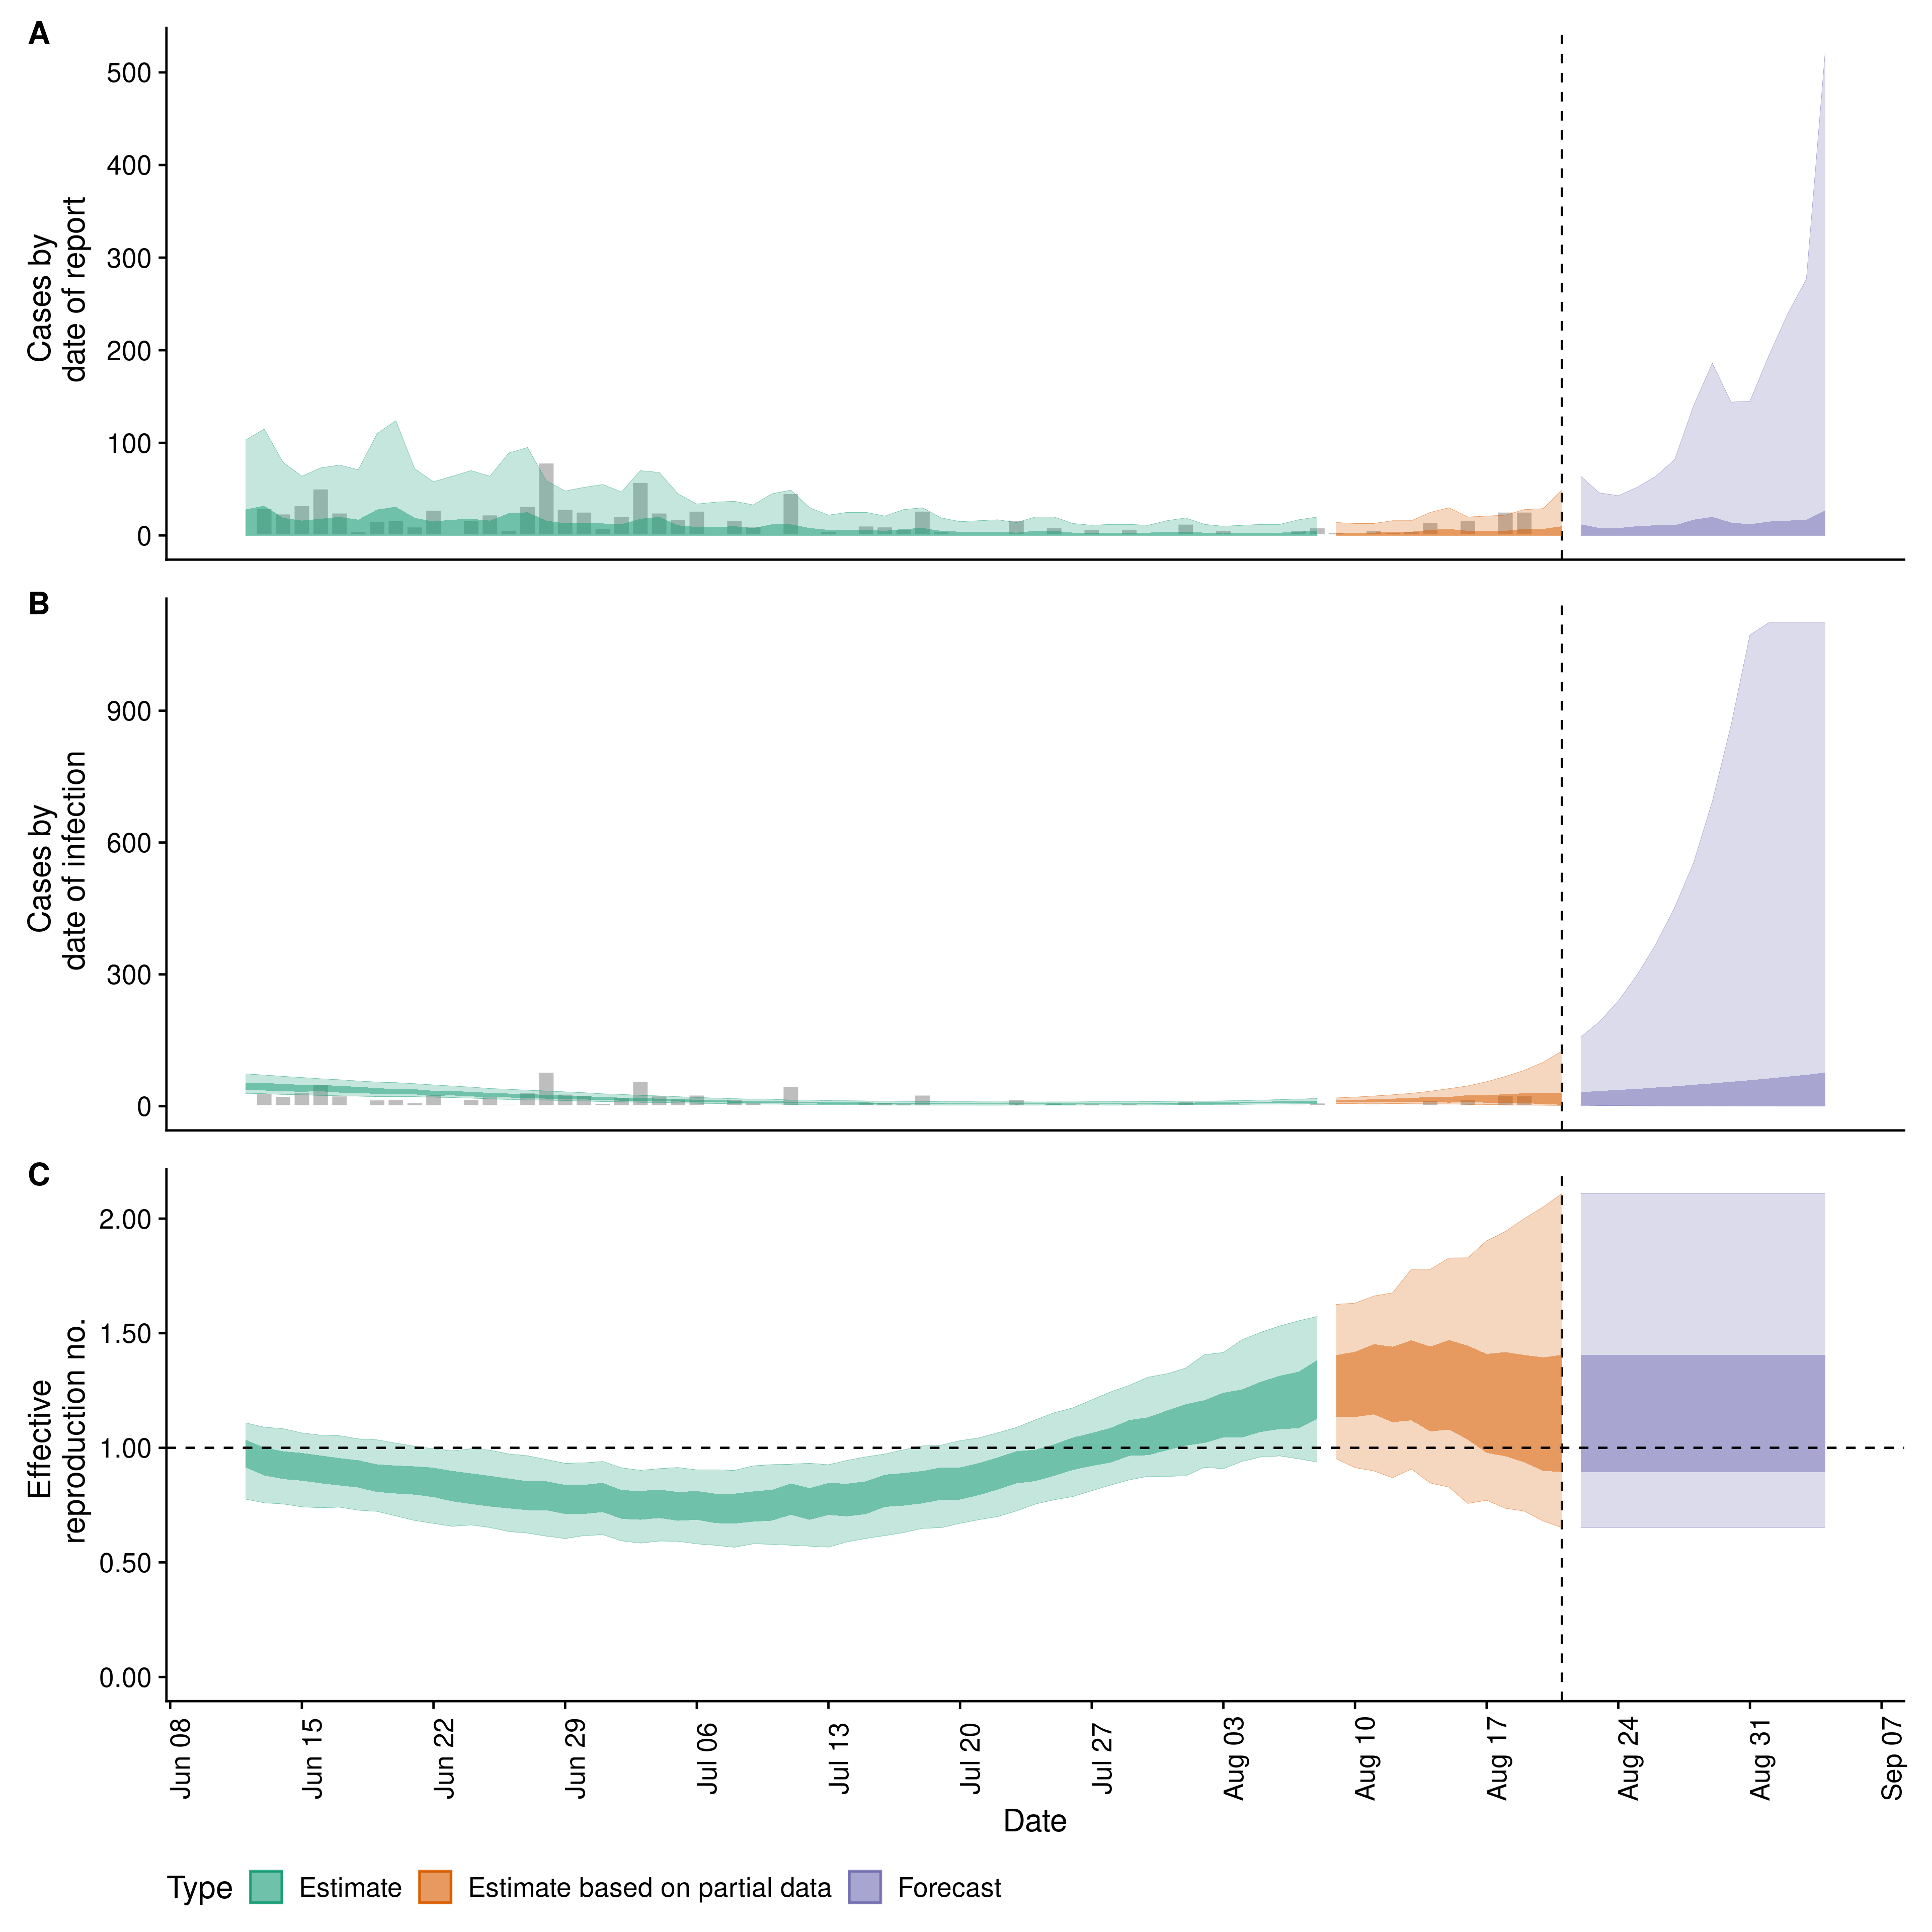 A
Cases by
date of report
500
400
300
200
100
0
B
Cases by
date of infection
900
600
300
0
C
Effective
reproduction no.
2.00
1.50
1.00
0.50
0.00
Jun 08
Jun 15
Jun 22
Jun 29
Jul 06
Jul 13
Jul 20
Jul 27
Aug 03
Aug 10
Aug 17
Aug 24
Aug 31
Sep 07
Date
Type Estimate Estimate based on partial data Forecast